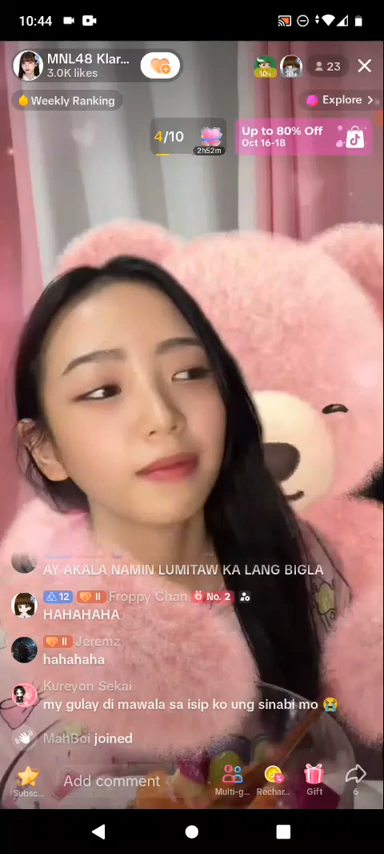 10:44
MNL48 Klar...
3.0K likes
23
Weekly Ranking
Explore >
4/10
2h52m
Up to 80% Off
Oct 16-18
AY AKALA NAMIN LUMITAW KA LANG BIGLA
12 II Froppy Chan No. 2
HAHAHAHA
II Jeremz
hahahaha
Kureyon Sekai
my gulay di mawala sa isip ko ung sinabi mo 😭
MahBoi joined
Subsc...
Add comment
Multi-g...
Rechar...
Gift
6